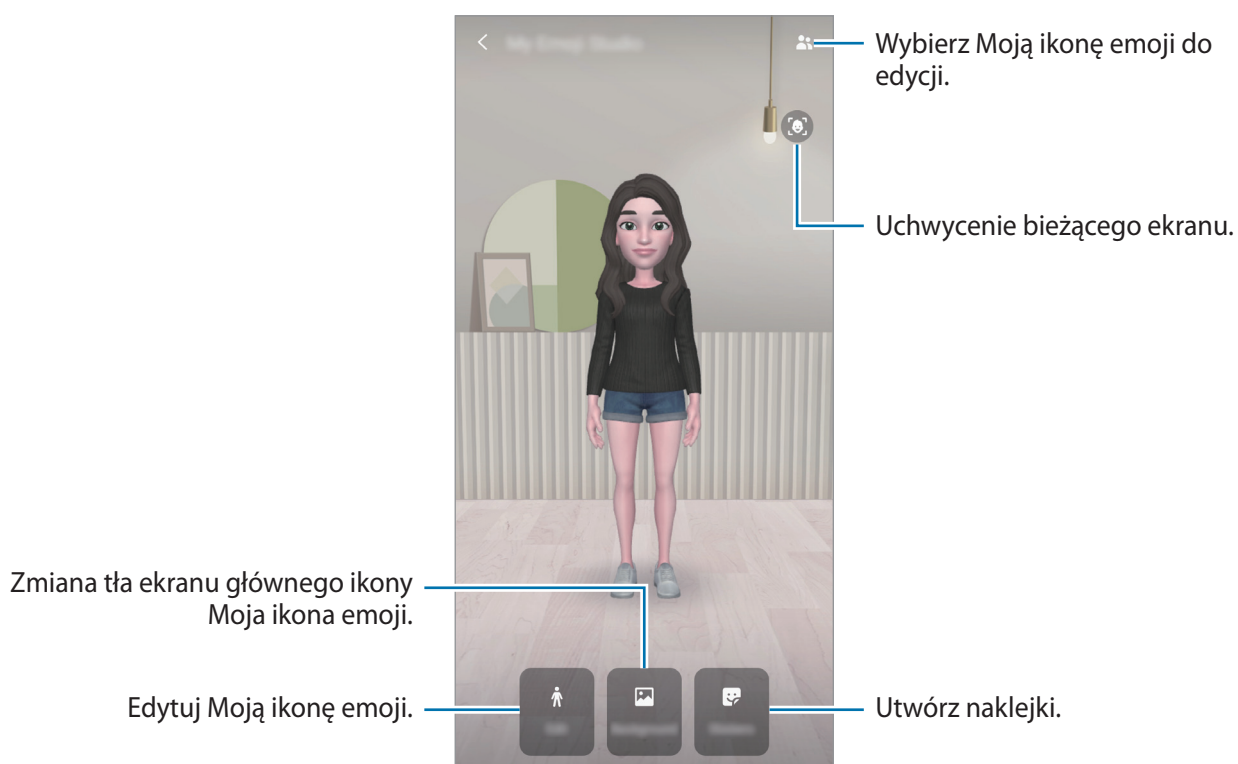 Wybierz Moją ikonę emoji do
edycji.
Uchwycenie bieżącego ekranu.
Zmiana tła ekranu głównego ikony
Moja ikona emoji.
Edytuj Moją ikonę emoji.
Utwórz naklejki.